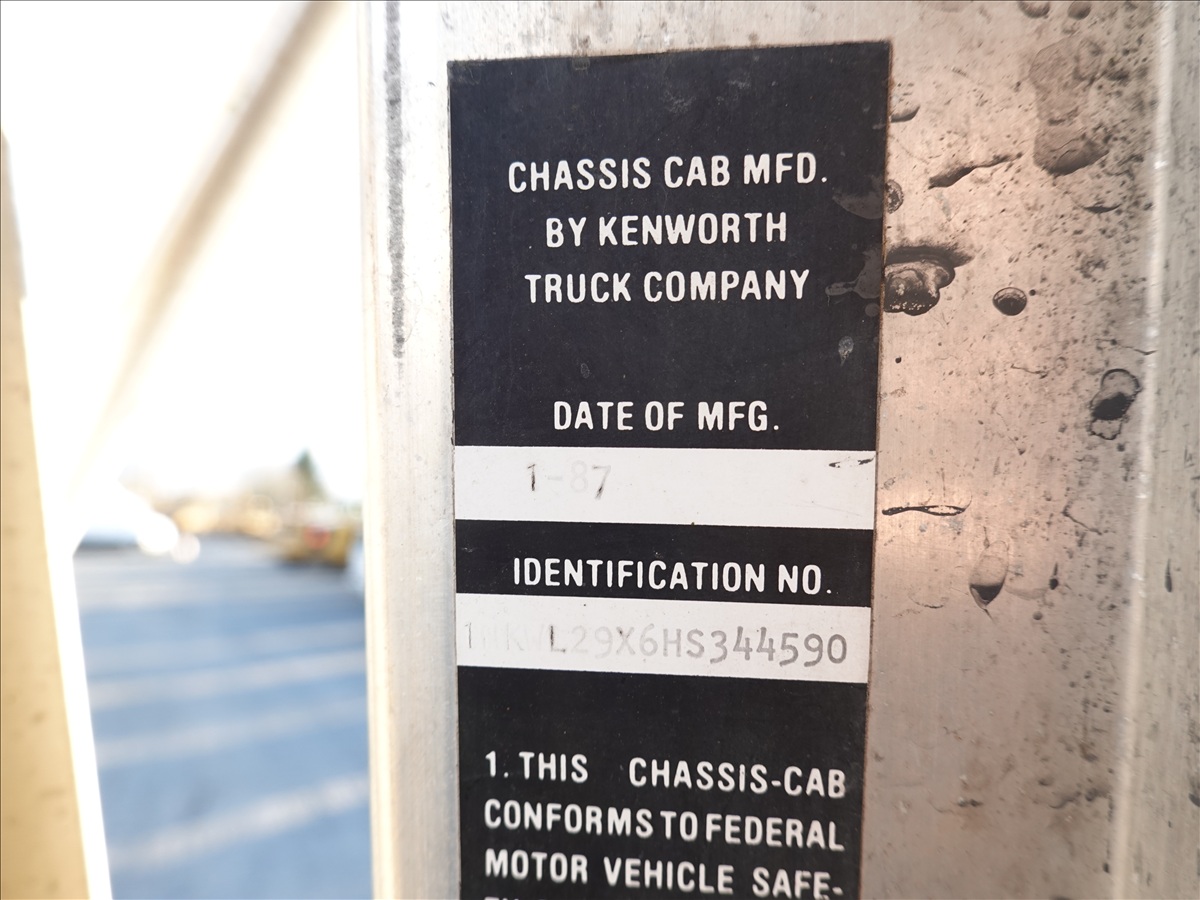 CHASSIS CAB MFD.
BY KENWORTH
TRUCK COMPANY
DATE OF MFG.
1-87
IDENTIFICATION NO.
1NKWL29X6HS344590
1. THIS CHASSIS-CAB
CONFORMS TO FEDERAL
MOTOR VEHICLE SAFE-